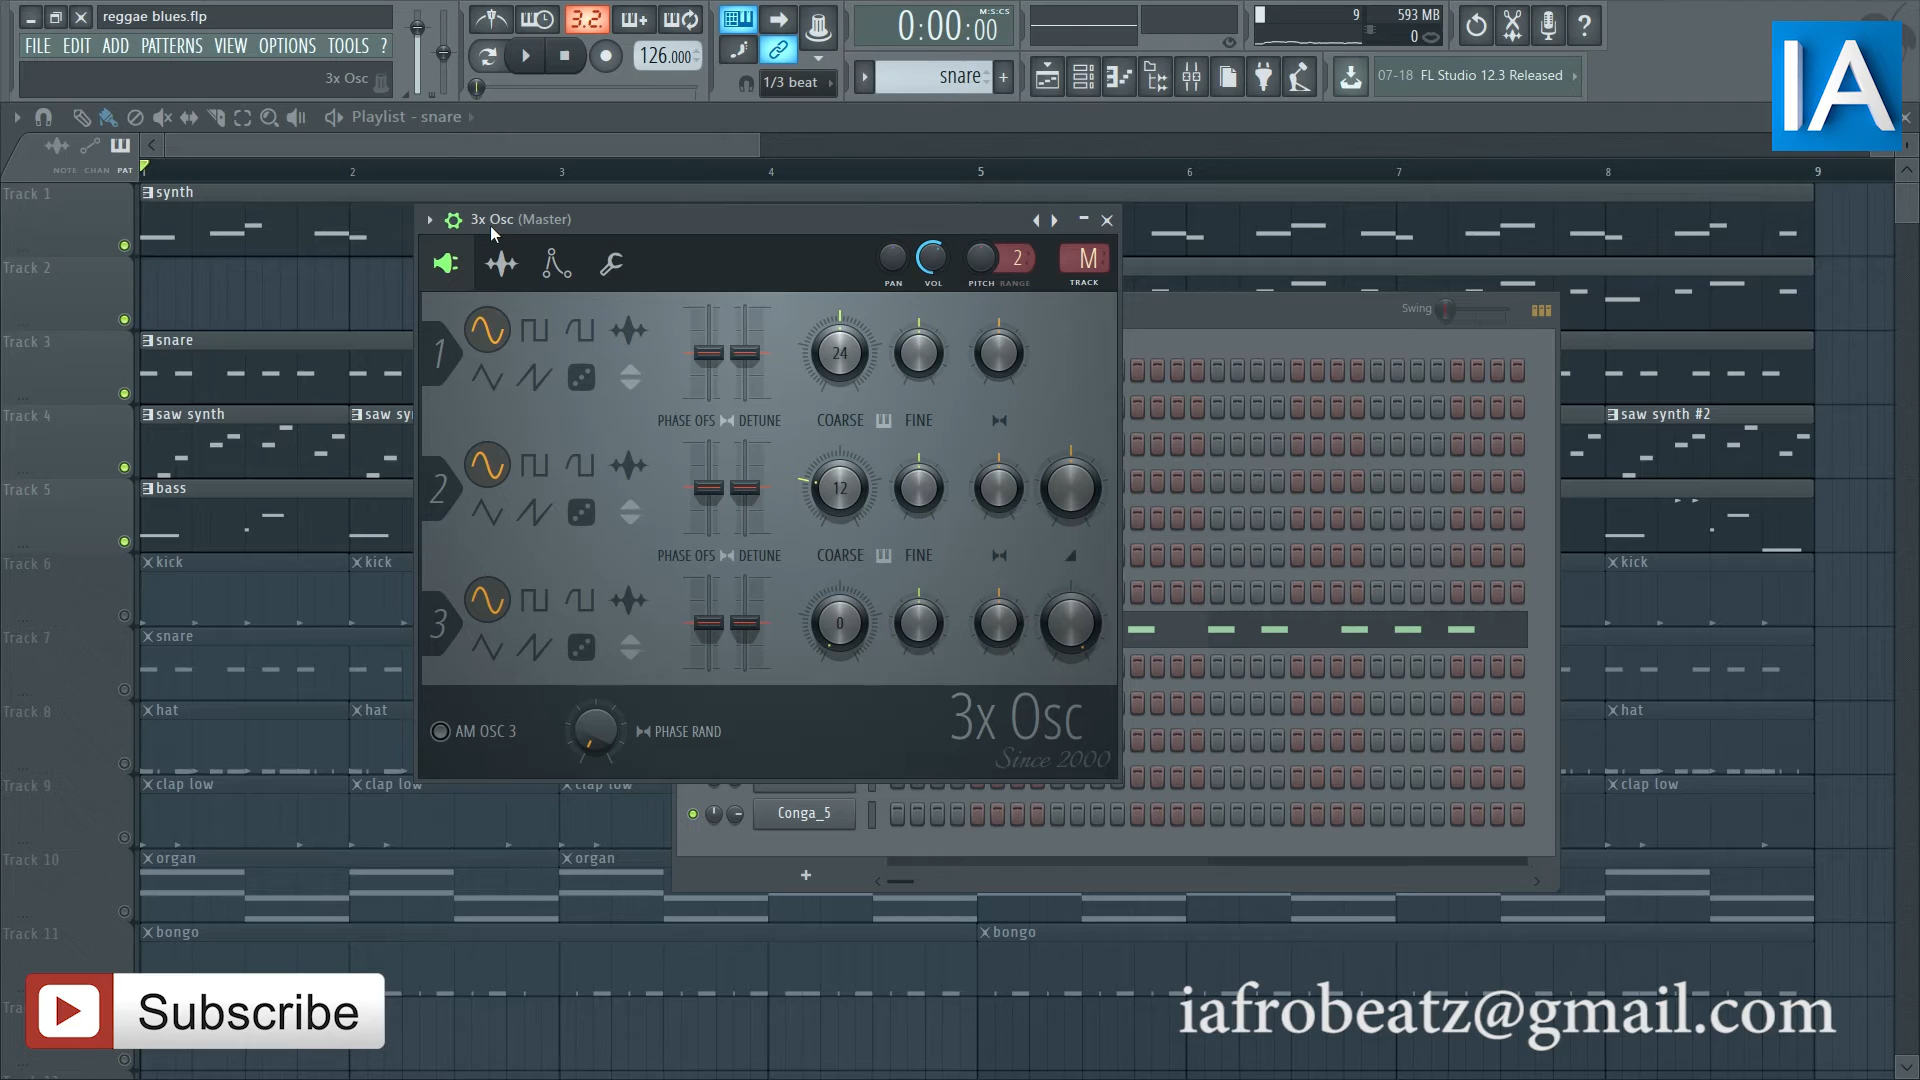 reggae blues.flp
FILE EDIT ADD PATTERNS VIEW OPTIONS TOOLS ?
3x Osc
3.2.
126.000
1/3 beat
0:00:00
M:S:CS
snare
9
593 MB
0
07-18 FL Studio 12.3 Released
IA
Playlist - snare
NOTE CHAN PAT
1 2 3 4 5 6 7 8 9
Track 1
synth
Track 2
Track 3
snare
Track 4
saw synth
saw sy
saw synth #2
Track 5
bass
Track 6
kick
kick
kick
Track 7
snare
Track 8
hat
hat
hat
Track 9
clap low
clap low
clap low
clap low
Track 10
organ
organ
Track 11
bongo
bongo
3x Osc (Master)
PAN VOL PITCH RANGE TRACK
2
M
Swing
1
24
PHASE OFS DETUNE COARSE FINE
2
12
PHASE OFS DETUNE COARSE FINE
3
0
AM OSC 3
PHASE RAND
3x Osc
Since 2000
Conga_5
+
Subscribe
iafrobeatz@gmail.com